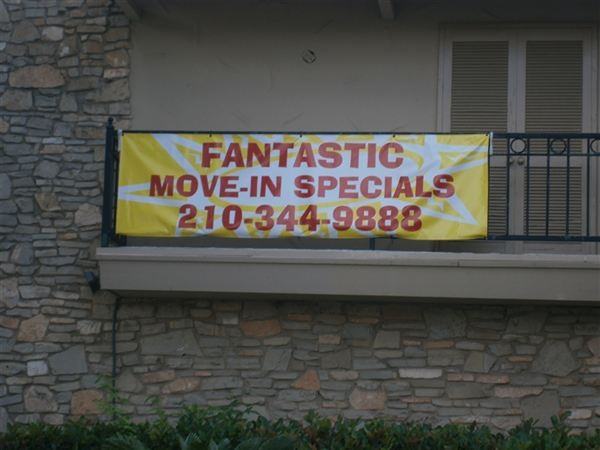 FANTASTIC
MOVE-IN SPECIALS
210-344-9888